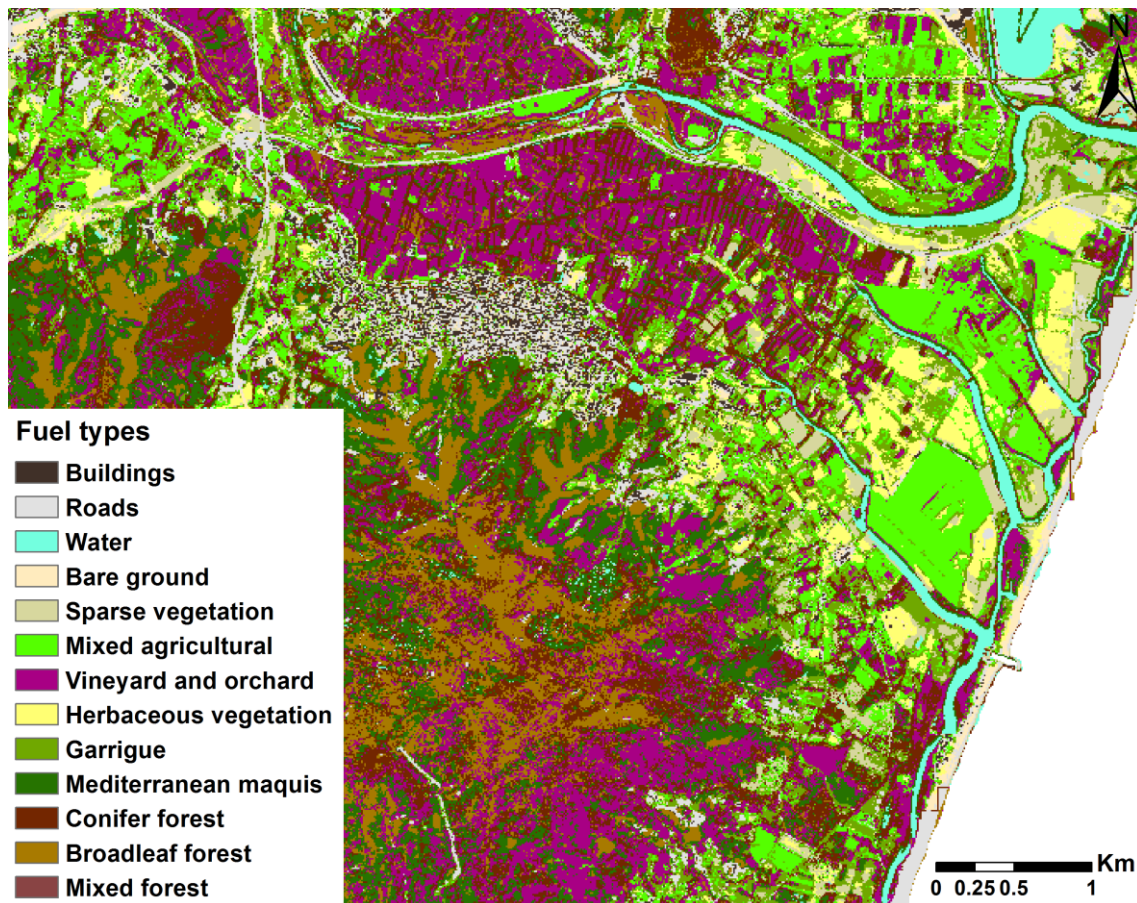 N
Fuel types
Buildings
Roads
Water
Bare ground
Sparse vegetation
Mixed agricultural
Vineyard and orchard
Herbaceous vegetation
Garrigue
Mediterranean maquis
Conifer forest
Broadleaf forest
Mixed forest
Km
0 0.25 0.5 1